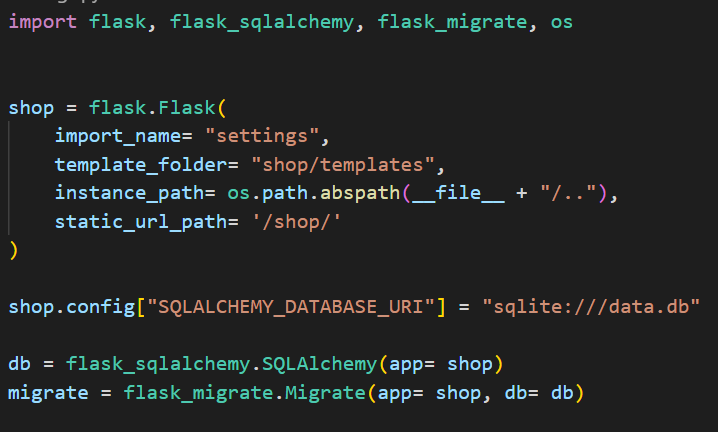 import flask, flask_sqlalchemy, flask_migrate, os
shop = flask.Flask(
    import_name= "settings",
    template_folder= "shop/templates",
    instance_path= os.path.abspath(__file__ + "/.."),
    static_url_path= '/shop/'
)
shop.config["SQLALCHEMY_DATABASE_URI"] = "sqlite:///data.db"
db = flask_sqlalchemy.SQLAlchemy(app= shop)
migrate = flask_migrate.Migrate(app= shop, db= db)